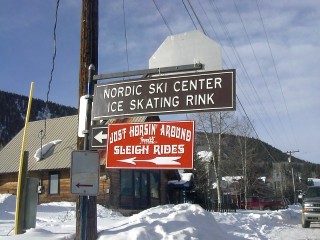 NORDIC SKI CENTER
ICE SKATING RINK
JUST HORSIN' AROUND
SLEIGH RIDES